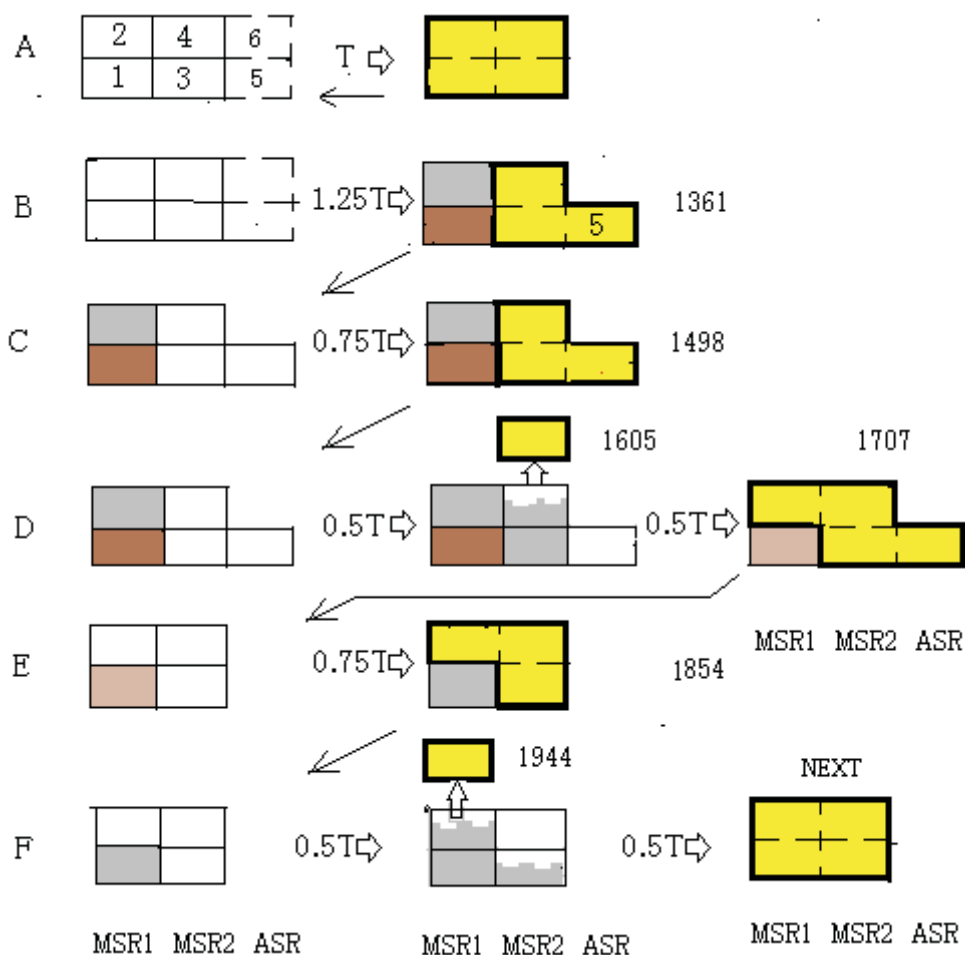 A 2 4 6 T
1 3 5
B 1.25T 5 1361
C 0.75T 1498
1605 1707
D 0.5T 0.5T
MSR1 MSR2 ASR
E 0.75T 1854
1944 NEXT
F 0.5T 0.5T
MSR1 MSR2 ASR MSR1 MSR2 ASR MSR1 MSR2 ASR